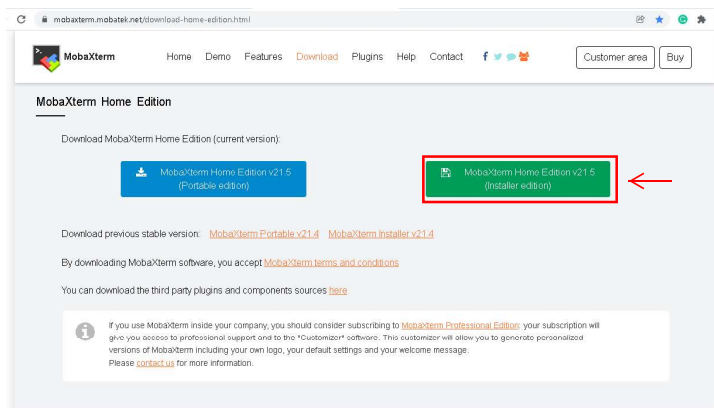 mobaxterm.mobatek.net/download-home-edition.html
MobaXterm
Home Demo Features Download Plugins Help Contact
Customer area Buy
MobaXterm Home Edition
Download MobaXterm Home Edition (current version):
MobaXterm Home Edition v21.5
(Portable edition)
MobaXterm Home Edition v21.5
(Installer edition)
Download previous stable version: MobaXterm Portable v21.4 MobaXterm Installer v21.4
By downloading MobaXterm software, you accept MobaXterm terms and conditions
You can download the third party plugins and components sources here
If you use MobaXterm inside your company, you should consider subscribing to MobaXterm Professional Edition: your subscription will
give you access to professional support and to the "Customizer" software. This customizer will allow you to generate personalized
versions of MobaXterm including your own logo, your default settings and your welcome message.
Please contact us for more information.